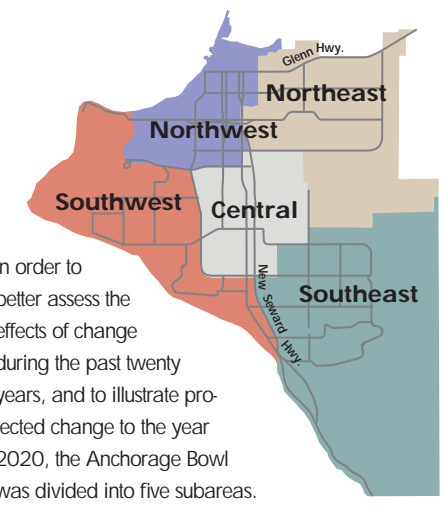 Glenn Hwy.
Northeast
Northwest
Southwest
Central
Southeast
New Seward Hwy.
n order to
better assess the
effects of change
during the past twenty
years, and to illustrate pro-
ected change to the year
2020, the Anchorage Bowl
was divided into five subareas.